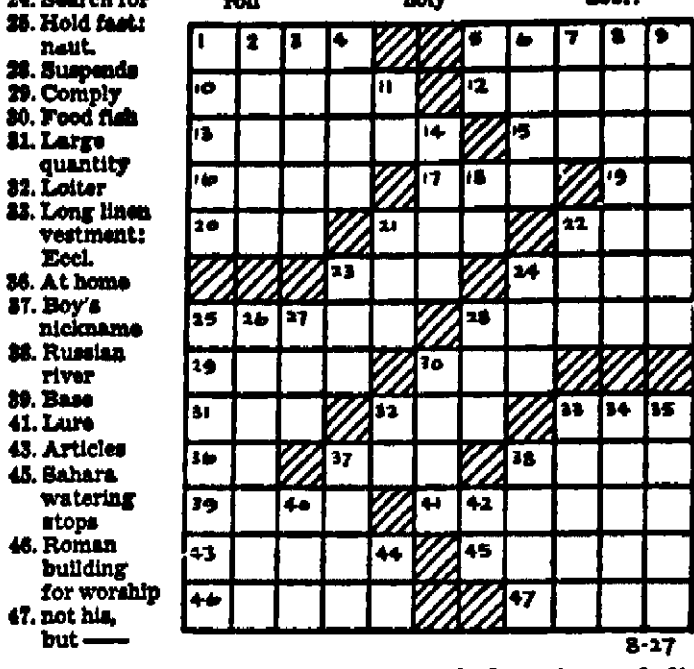 24. Search for
25. Hold fast:
naut.
28. Suspends
29. Comply
30. Food fish
31. Large
quantity
32. Loiter
33. Long linen
vestment:
Eccl.
36. At home
37. Boy's
nickname
38. Russian
river
39. Base
41. Lure
43. Articles
45. Sahara
watering
stops
46. Roman
building
for worship
47. not his,
but ——
1 2 3 4 5 6 7 8 9
10 11 12
13 14 15
16 17 18 19
20 21 22
23 24
25 26 27 28
29 30
31 32 33 34 35
36 37 38
39 40 41 42
43 44 45
46 47
8-27